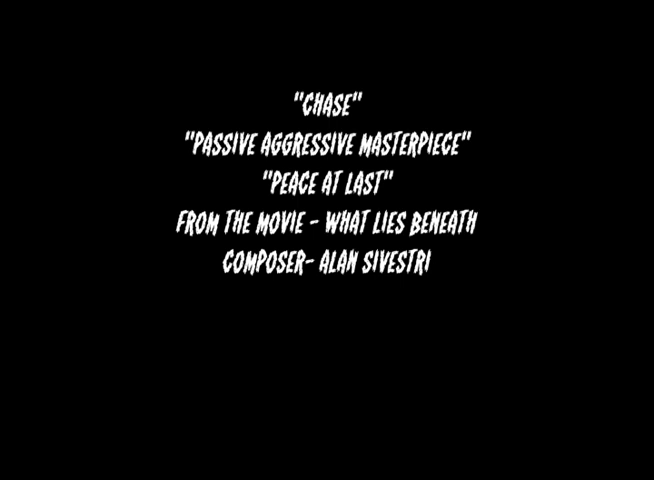 "CHASE"
"PASSIVE AGGRESSIVE MASTERPIECE"
"PEACE AT LAST"
FROM THE MOVIE - WHAT LIES BENEATH
COMPOSER- ALAN SIVESTRI